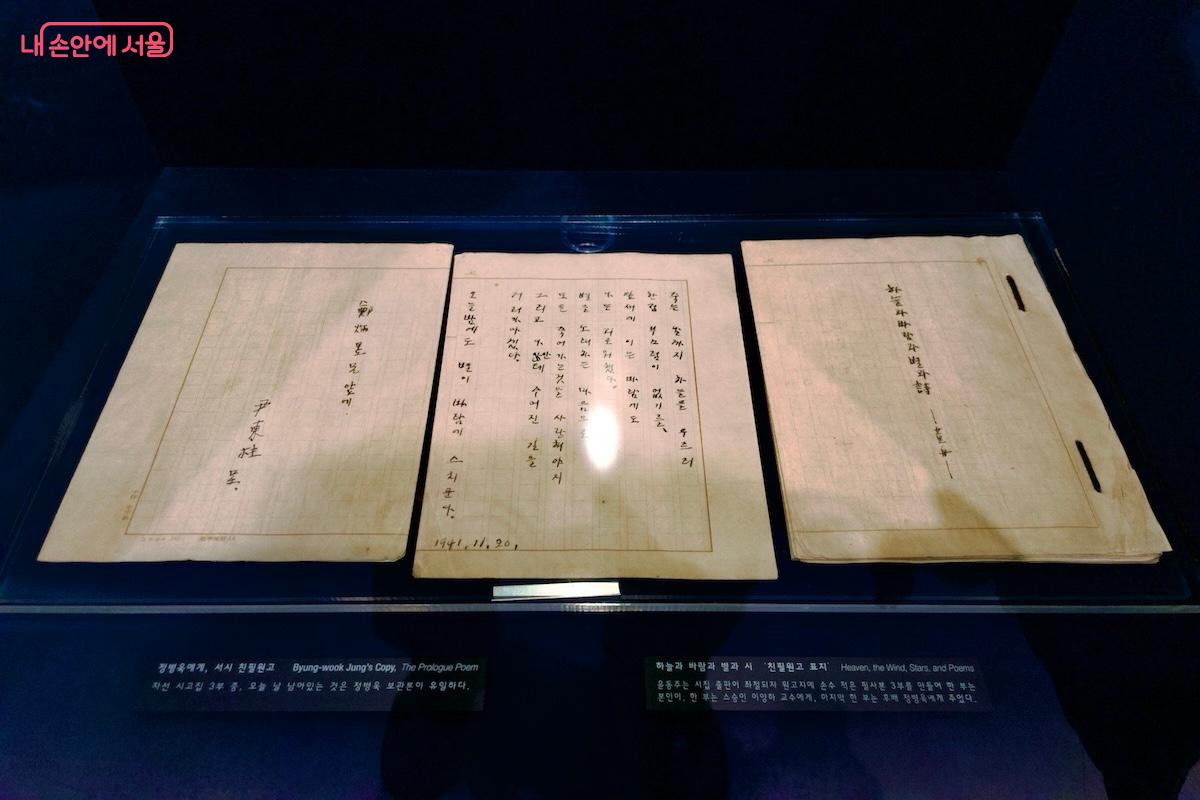 내 손안에 서울
鄭炳昱 兄 앞에
尹東柱 呈.
죽는 날까지 하늘을 우르러
한점 부끄럼이 없기를、
잎새에 이는 바람에도
나는 괴로워했다.
별을 노래하는 마음으로
모든 죽어가는것을 사랑해야지
그리고 나안테 주어진 길을
거러가야겠다.
오늘밤에도 별이 바람에 스치운다.
1941.11.20.
하늘과 바람과 별과 詩
정병욱에게, 서시 친필원고 Byung-wook Jung's Copy, The Prologue Poem
자선 시고집 3부 중, 오늘 날 남아있는 것은 정병욱 보관본이 유일하다.
하늘과 바람과 별과 시 '친필원고 표지' Heaven, the Wind, Stars, and Poems
윤동주는 시집 출판이 좌절되자 원고지에 손수 적은 필사본 3부를 만들어 한 부는
본인이, 한 부는 스승인 이양하 교수에게, 마지막 한 부는 후배 정병욱에게 주었다.